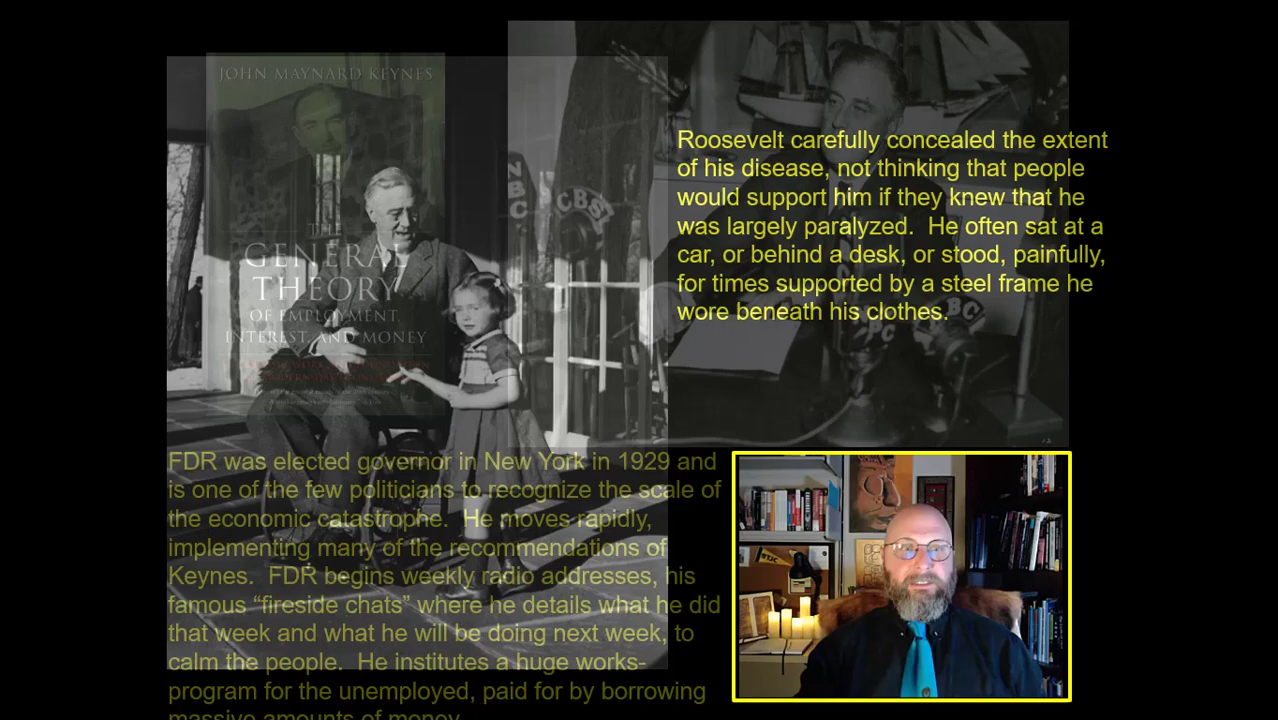 JOHN MAYNARD KEYNES
THE
GENERAL
THEORY
OF EMPLOYMENT,
INTEREST, AND MONEY
NBC
CBS
Roosevelt carefully concealed the extent
of his disease, not thinking that people
would support him if they knew that he
was largely paralyzed. He often sat at a
car, or behind a desk, or stood, painfully,
for times supported by a steel frame he
wore beneath his clothes.
FDR was elected governor in New York in 1929 and
is one of the few politicians to recognize the scale of
the economic catastrophe. He moves rapidly,
implementing many of the recommendations of
Keynes. FDR begins weekly radio addresses, his
famous “fireside chats” where he details what he did
that week and what he will be doing next week, to
calm the people. He institutes a huge works-
program for the unemployed, paid for by borrowing
massive amounts of money